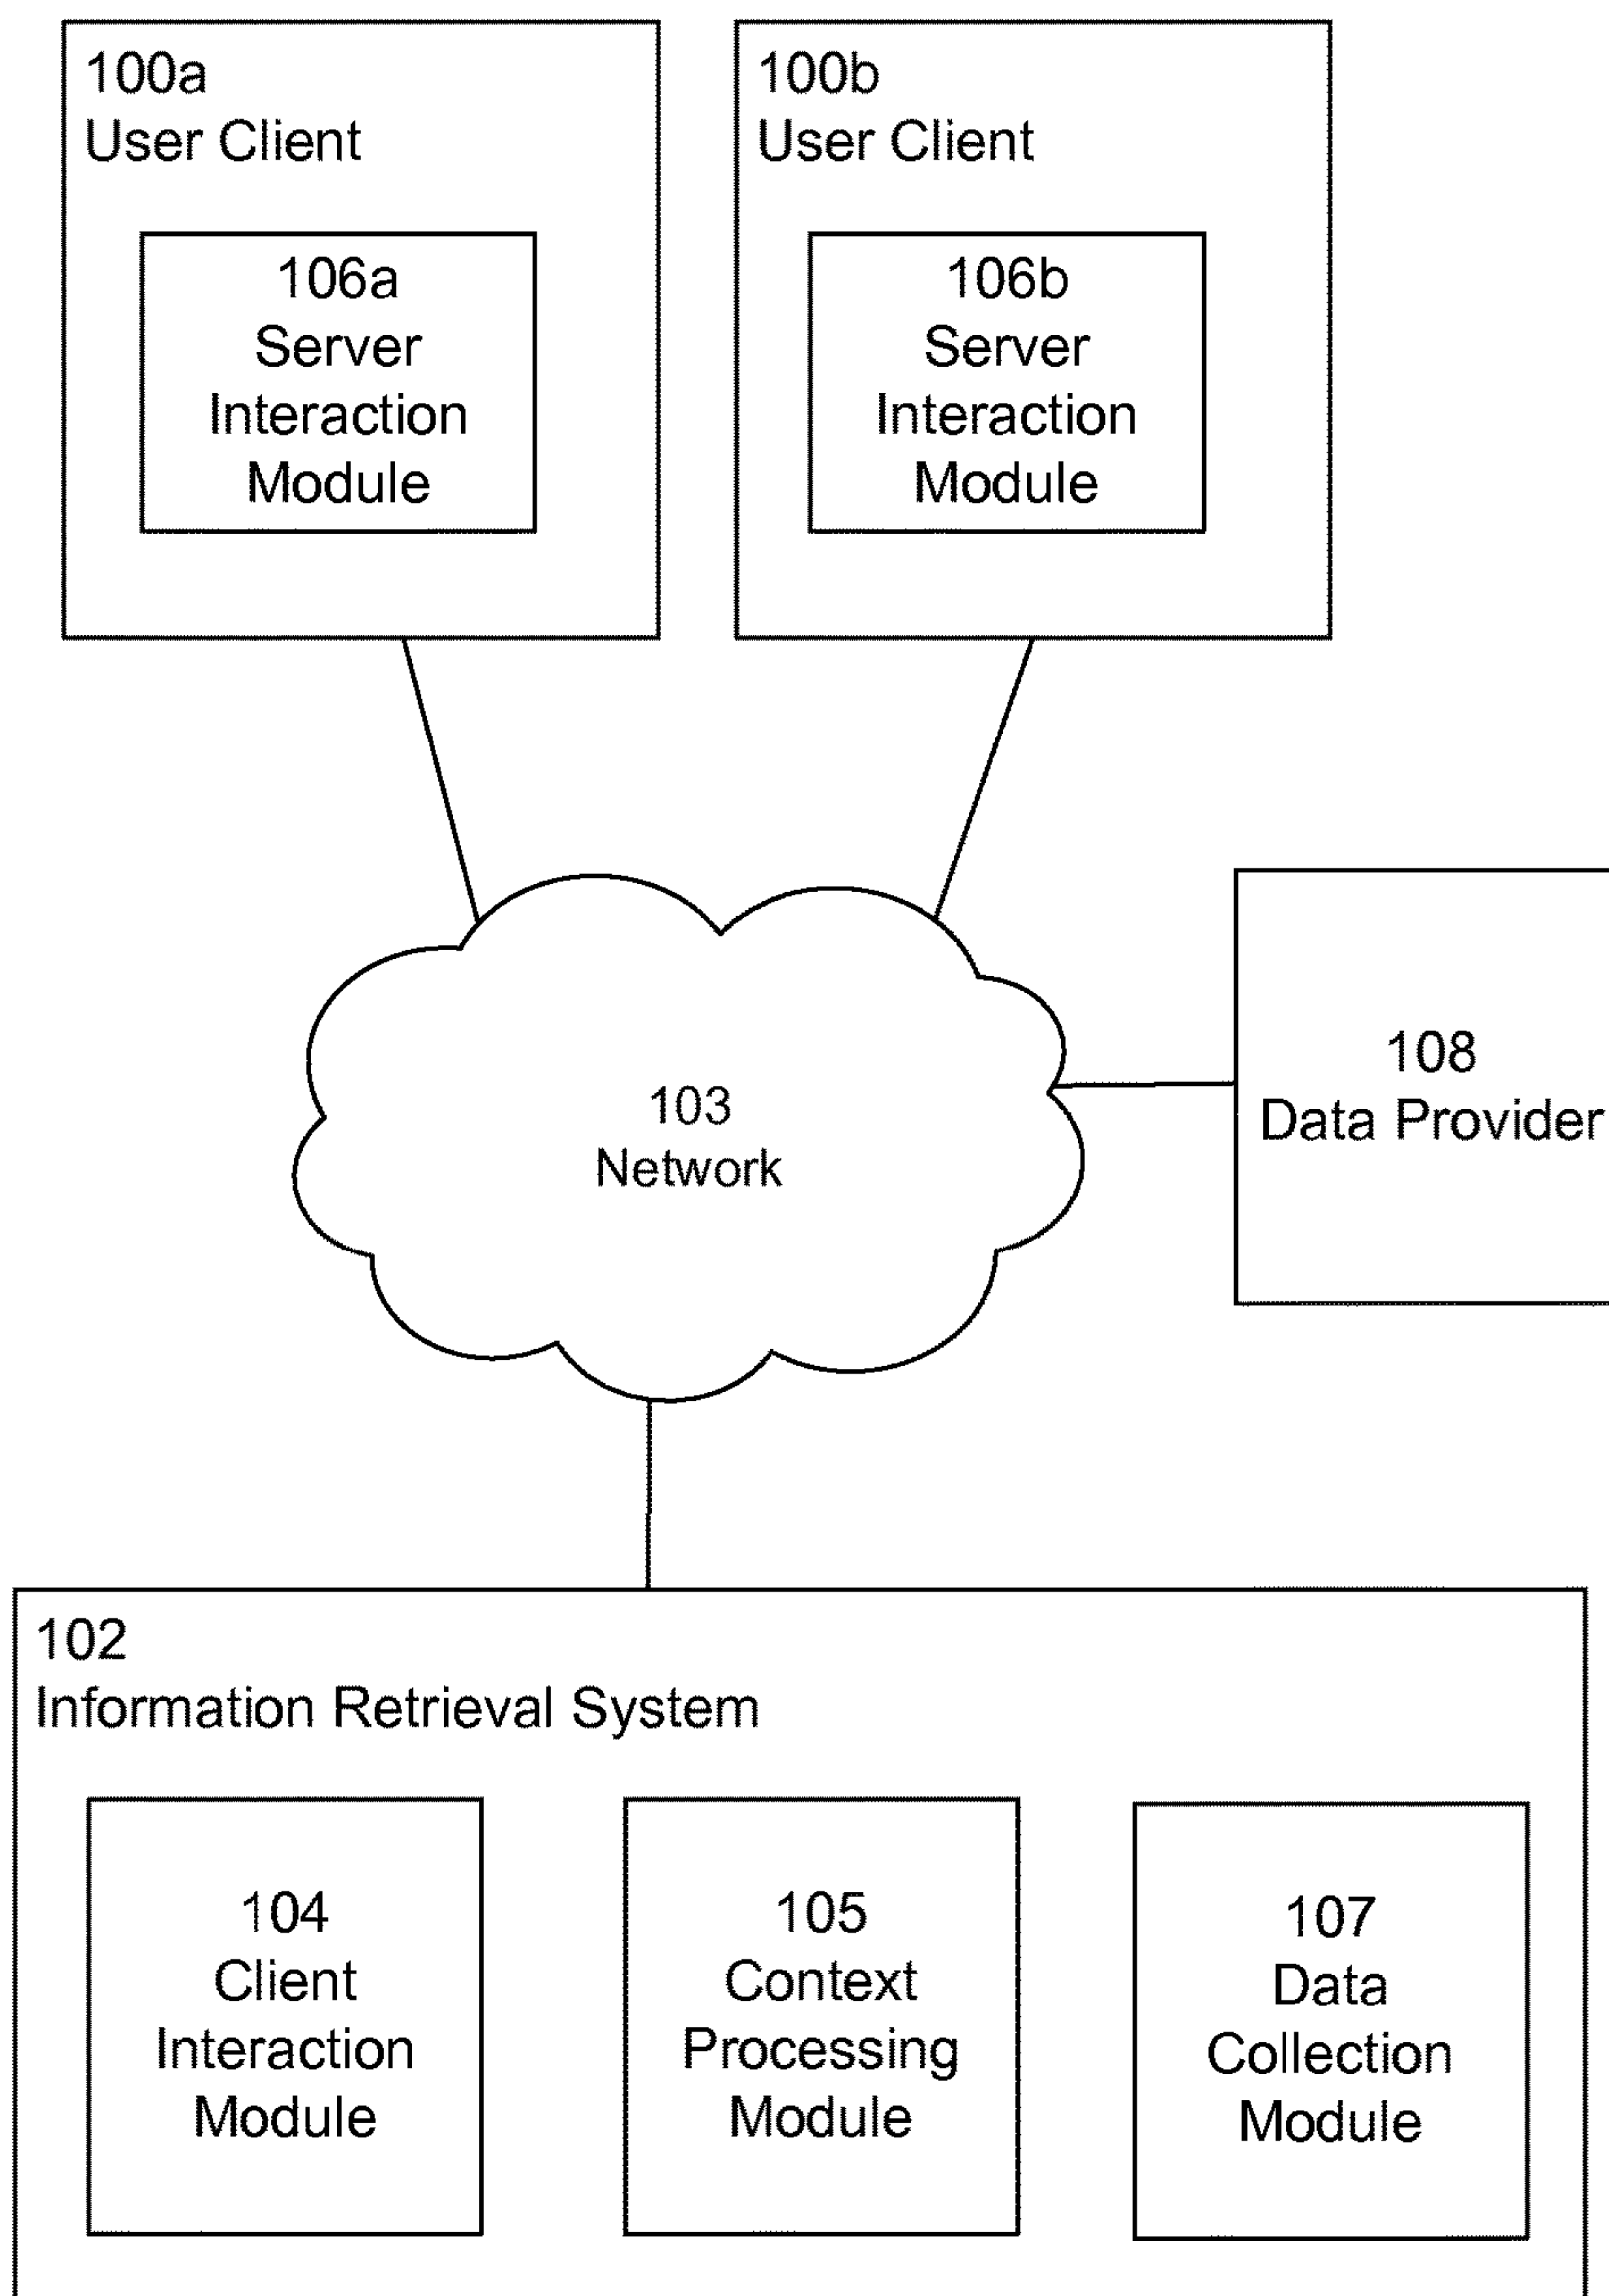 100a
User Client
106a
Server
Interaction
Module
100b
User Client
106b
Server
Interaction
Module
103
Network
108
Data Provider
102
Information Retrieval System
104
Client
Interaction
Module
105
Context
Processing
Module
107
Data
Collection
Module